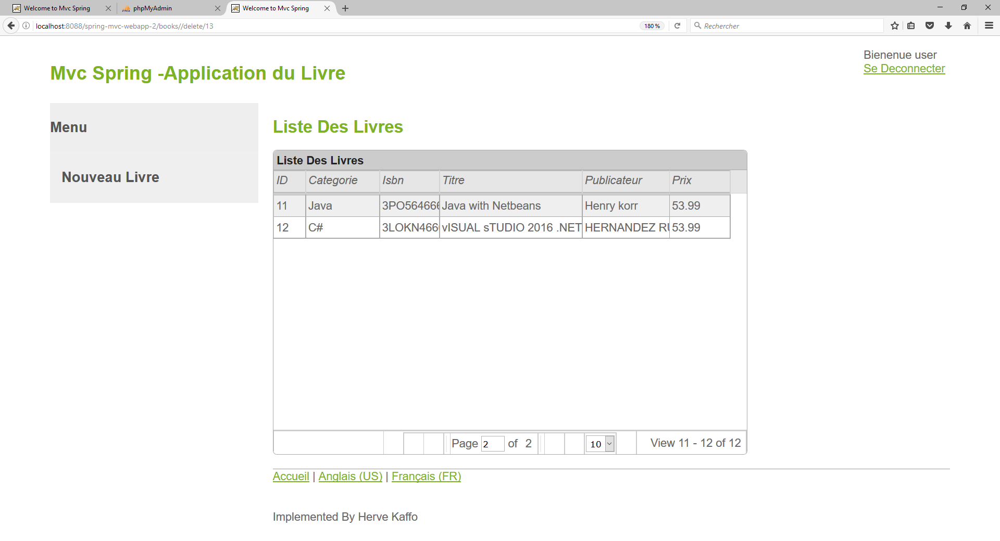 Welcome to Mvc Spring
phpMyAdmin
Welcome to Mvc Spring
localhost:8088/spring-mvc-webapp-2/books//delete/13
180%
Rechercher
Bienenue user
Se Deconnecter
Mvc Spring -Application du Livre
Menu
Nouveau Livre
Liste Des Livres
Liste Des Livres
ID Categorie Isbn Titre Publicateur Prix
11 Java 3PO564666 Java with Netbeans Henry korr 53.99
12 C# 3LOKN466 vISUAL sTUDIO 2016 .NET HERNANDEZ RU 53.99
Page 2 of 2 10 View 11 - 12 of 12
Accueil | Anglais (US) | Français (FR)
Implemented By Herve Kaffo